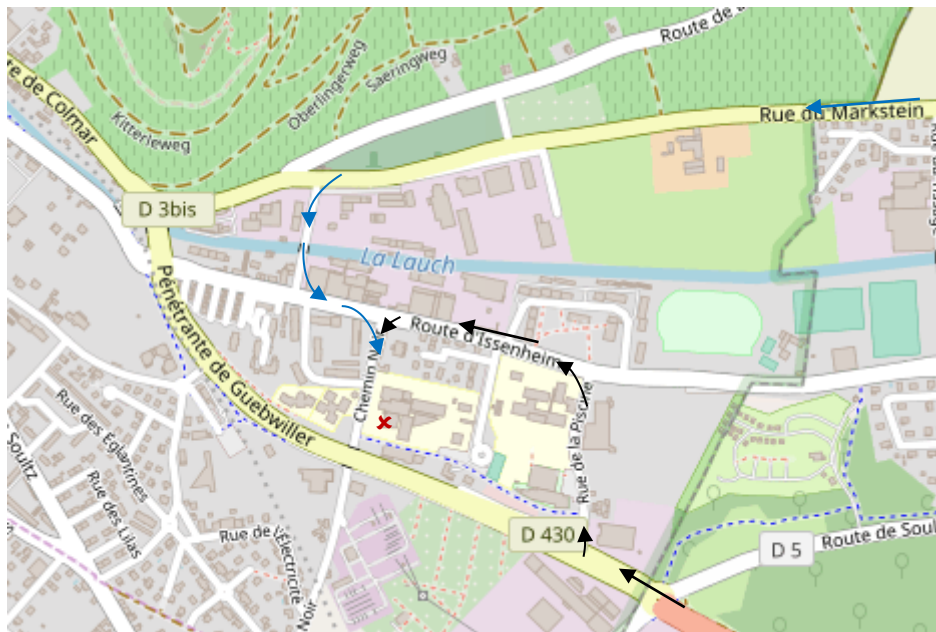 Route de
te de Colmar
Oberlingerweg
Saeringweg
Kitterleweg
Rue du Markstein
D 3bis
La Lauch
Pénétrante de Guebwiller
Route d'Issenheim
Chemin N
Rue de la Piscine
Rue des Eglantines
Soultz
Rue des Lilas
D 430
D 5
Route de Soul
Rue de l'Électricité
Noir